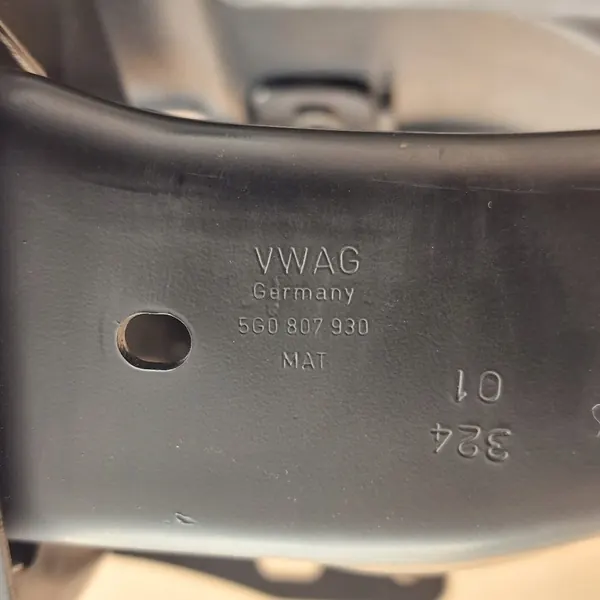 VWAG
Germany
5G0 807 930
MAT
01
324